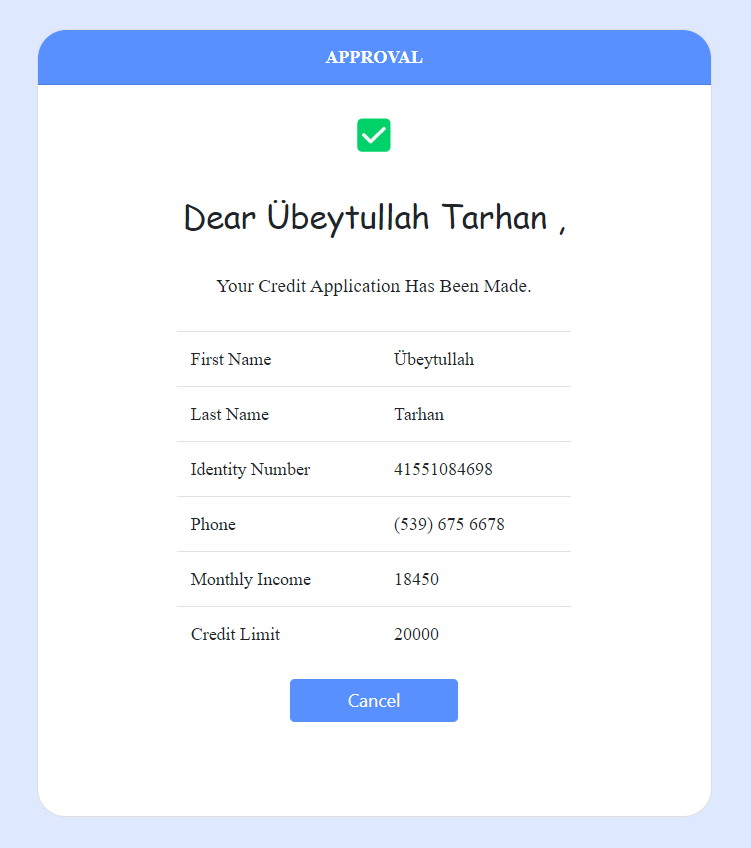 APPROVAL
Dear Übeytullah Tarhan ,
Your Credit Application Has Been Made.
First Name Übeytullah
Last Name Tarhan
Identity Number 41551084698
Phone (539) 675 6678
Monthly Income 18450
Credit Limit 20000
Cancel